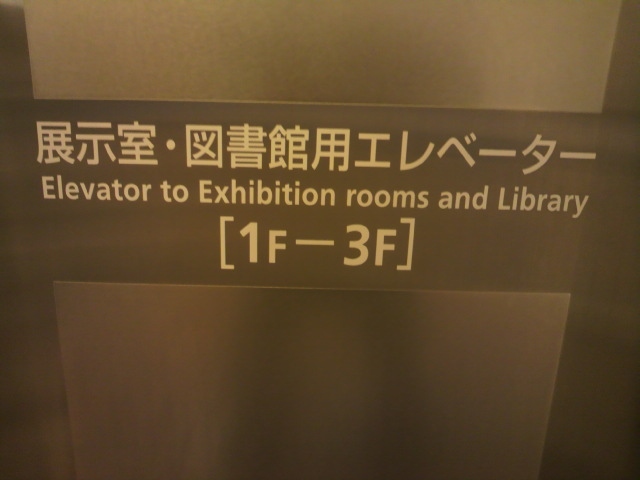 展示室・図書館用エレベーター
Elevator to Exhibition rooms and Library
[1F－3F]